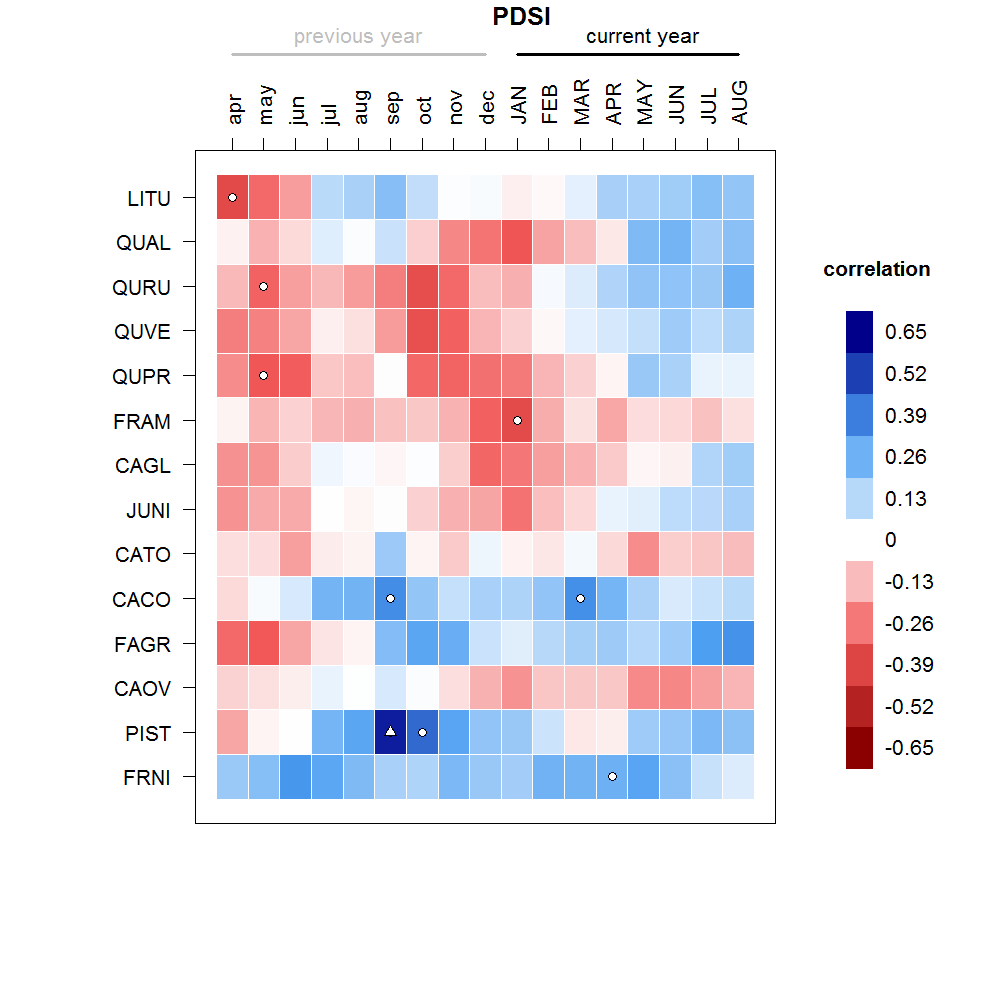 PDSI
previous year current year
apr may jun jul aug sep oct nov dec JAN FEB MAR APR MAY JUN JUL AUG
LITU
QUAL
QURU
QUVE
QUPR
FRAM
CAGL
JUNI
CATO
CACO
FAGR
CAOV
PIST
FRNI
correlation
0.65
0.52
0.39
0.26
0.13
0
-0.13
-0.26
-0.39
-0.52
-0.65